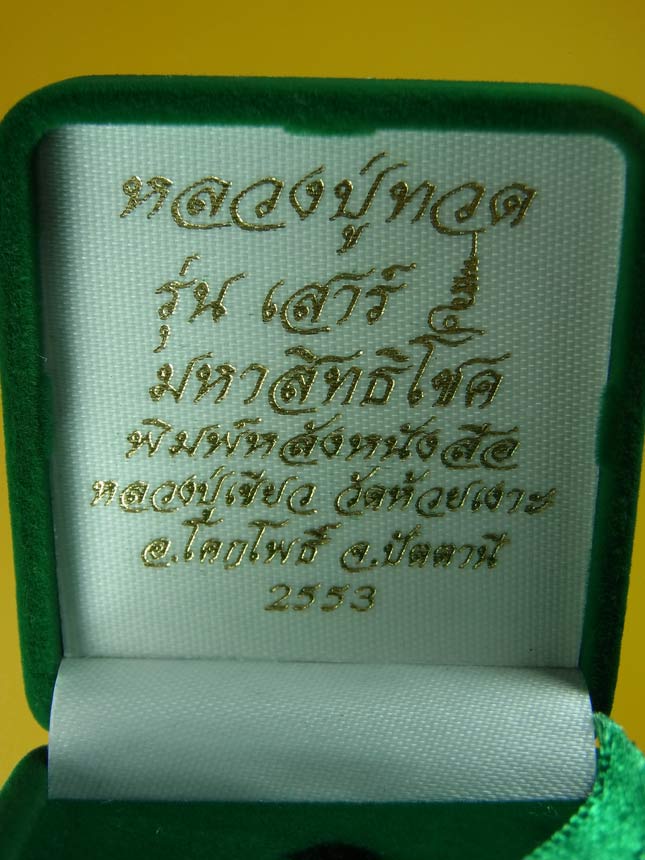 หลวงปู่ทวด
รุ่น เสาร์ ๕
มหาสิทธิโชค
พิมพ์หลังหนังสือ
หลวงปู่เขียว วัดห้วยเงาะ
อ.โคกโพธิ์ จ.ปัตตานี
2553